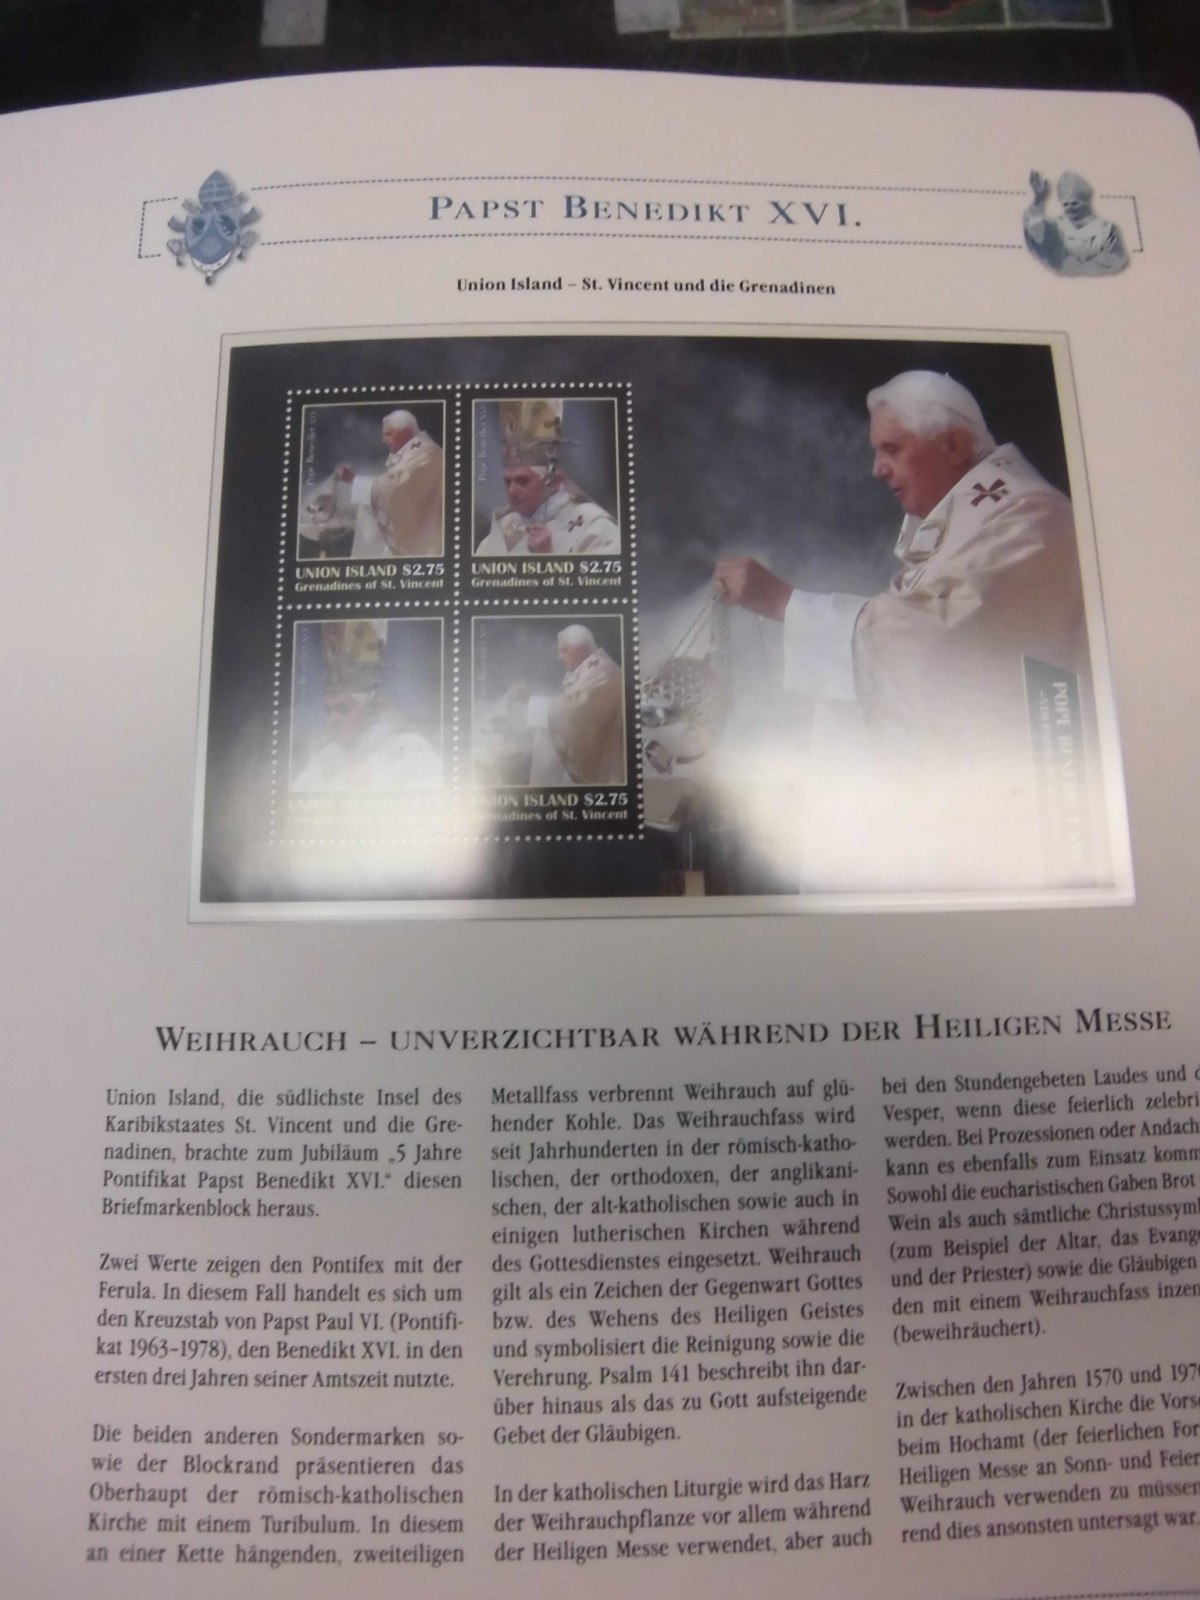 PAPST BENEDIKT XVI.
Union Island – St. Vincent und die Grenadinen
Pope Benedict XVI
UNION ISLAND $2.75
Grenadines of St. Vincent
Pope Benedict XVI
UNION ISLAND $2.75
Grenadines of St. Vincent
UNION ISLAND $2.75
of St. Vincent
POPE
WEIHRAUCH – UNVERZICHTBAR WÄHREND DER HEILIGEN MESSE
Union Island, die südlichste Insel des
Karibikstaates St. Vincent und die Gre-
nadinen, brachte zum Jubiläum „5 Jahre
Pontifikat Papst Benedikt XVI.“ diesen
Briefmarkenblock heraus.
Zwei Werte zeigen den Pontifex mit der
Ferula. In diesem Fall handelt es sich um
den Kreuzstab von Papst Paul VI. (Pontifi-
kat 1963–1978), den Benedikt XVI. in den
ersten drei Jahren seiner Amtszeit nutzte.
Die beiden anderen Sondermarken so-
wie der Blockrand präsentieren das
Oberhaupt der römisch-katholischen
Kirche mit einem Turibulum. In diesem
an einer Kette hängenden, zweiteiligen
Metallfass verbrennt Weihrauch auf glü-
hender Kohle. Das Weihrauchfass wird
seit Jahrhunderten in der römisch-katho-
lischen, der orthodoxen, der anglikani-
schen, der alt-katholischen sowie auch in
einigen lutherischen Kirchen während
des Gottesdienstes eingesetzt. Weihrauch
gilt als ein Zeichen der Gegenwart Gottes
bzw. des Wehens des Heiligen Geistes
und symbolisiert die Reinigung sowie die
Verehrung. Psalm 141 beschreibt ihn dar-
über hinaus als das zu Gott aufsteigende
Gebet der Gläubigen.
In der katholischen Liturgie wird das Harz
der Weihrauchpflanze vor allem während
der Heiligen Messe verwendet, aber auch
bei den Stundengebeten Laudes und d
Vesper, wenn diese feierlich zelebri
werden. Bei Prozessionen oder Andach
kann es ebenfalls zum Einsatz komm
Sowohl die eucharistischen Gaben Brot
Wein als auch sämtliche Christussym
(zum Beispiel der Altar, das Evang
und der Priester) sowie die Gläubigen
den mit einem Weihrauchfass inzen
(beweihräuchert).
Zwischen den Jahren 1570 und 197
in der katholischen Kirche die Vors
beim Hochamt (der feierlichen For
Heiligen Messe an Sonn- und Feier
Weihrauch verwenden zu müssen
rend dies ansonsten untersagt war.